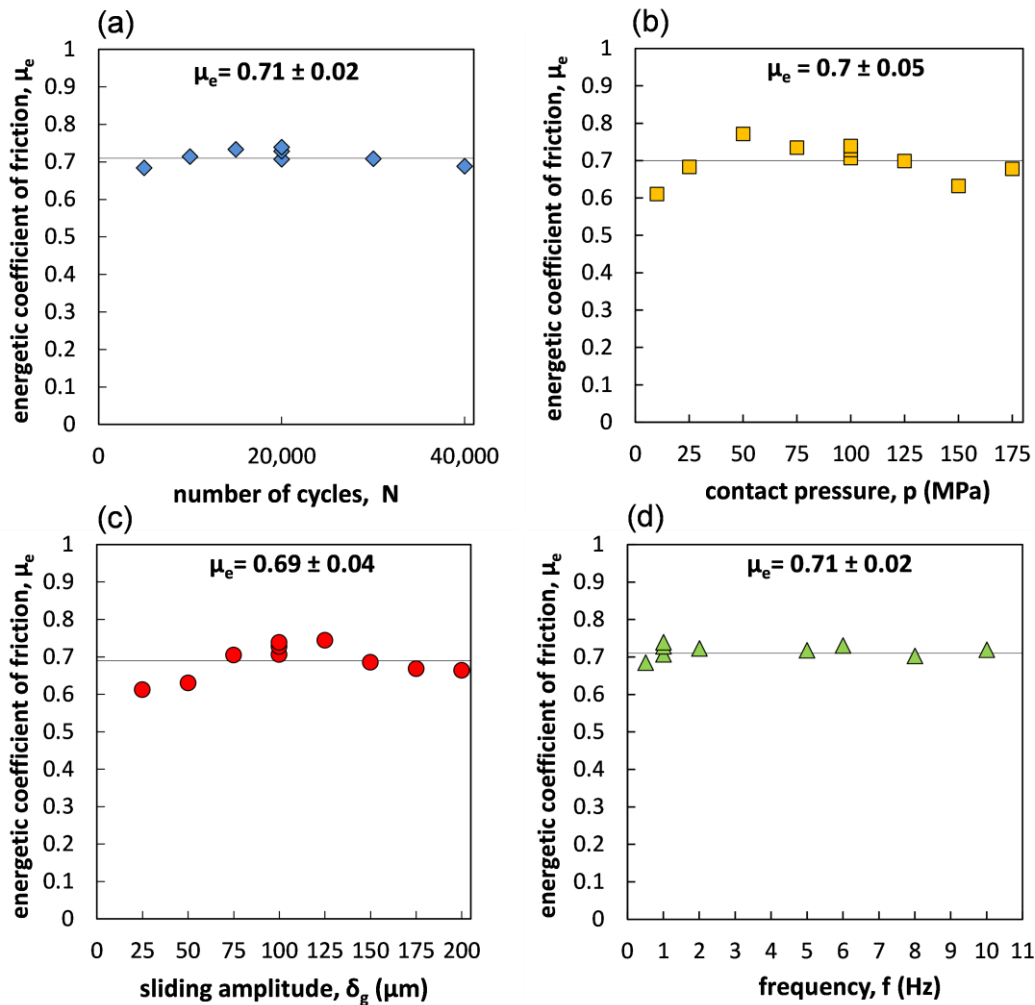 (a)
μe= 0.71 ± 0.02
energetic coefficient of friction, μe
1
0.9
0.8
0.7
0.6
0.5
0.4
0.3
0.2
0.1
0
0 20,000 40,000
number of cycles, N
(b)
μe = 0.7 ± 0.05
energetic coefficient of friction, μe
1
0.9
0.8
0.7
0.6
0.5
0.4
0.3
0.2
0.1
0
0 25 50 75 100 125 150 175
contact pressure, p (MPa)
(c)
μe= 0.69 ± 0.04
energetic coefficient of friction, μe
1
0.9
0.8
0.7
0.6
0.5
0.4
0.3
0.2
0.1
0
0 25 50 75 100 125 150 175 200
sliding amplitude, δg (μm)
(d)
μe= 0.71 ± 0.02
energetic coefficient of friction, μe
1
0.9
0.8
0.7
0.6
0.5
0.4
0.3
0.2
0.1
0
0 1 2 3 4 5 6 7 8 9 10 11
frequency, f (Hz)